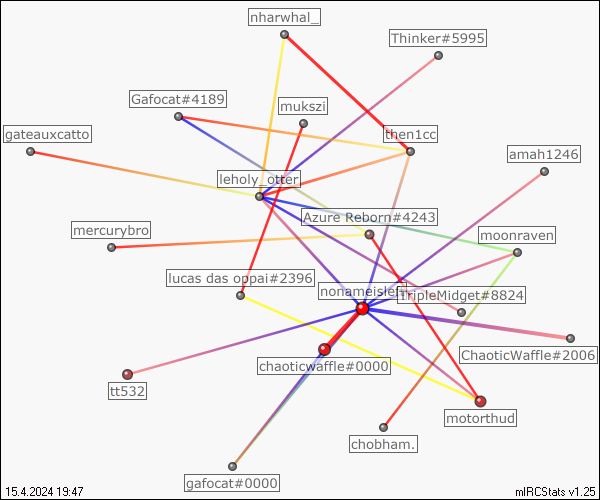 nharwhal_
Thinker#5995
Gafocat#4189
mukszi
gateauxcatto
then1cc
amah1246
leholy_otter
Azure Reborn#4243
mercurybro
moonraven
lucas das oppai#2396
TripleMidget#8824
ChaoticWaffle#2006
chaoticwaffle#0000
tt532
motorthud
chobham.
gafocat#0000
15.4.2024 19:47
mIRCStats v1.25